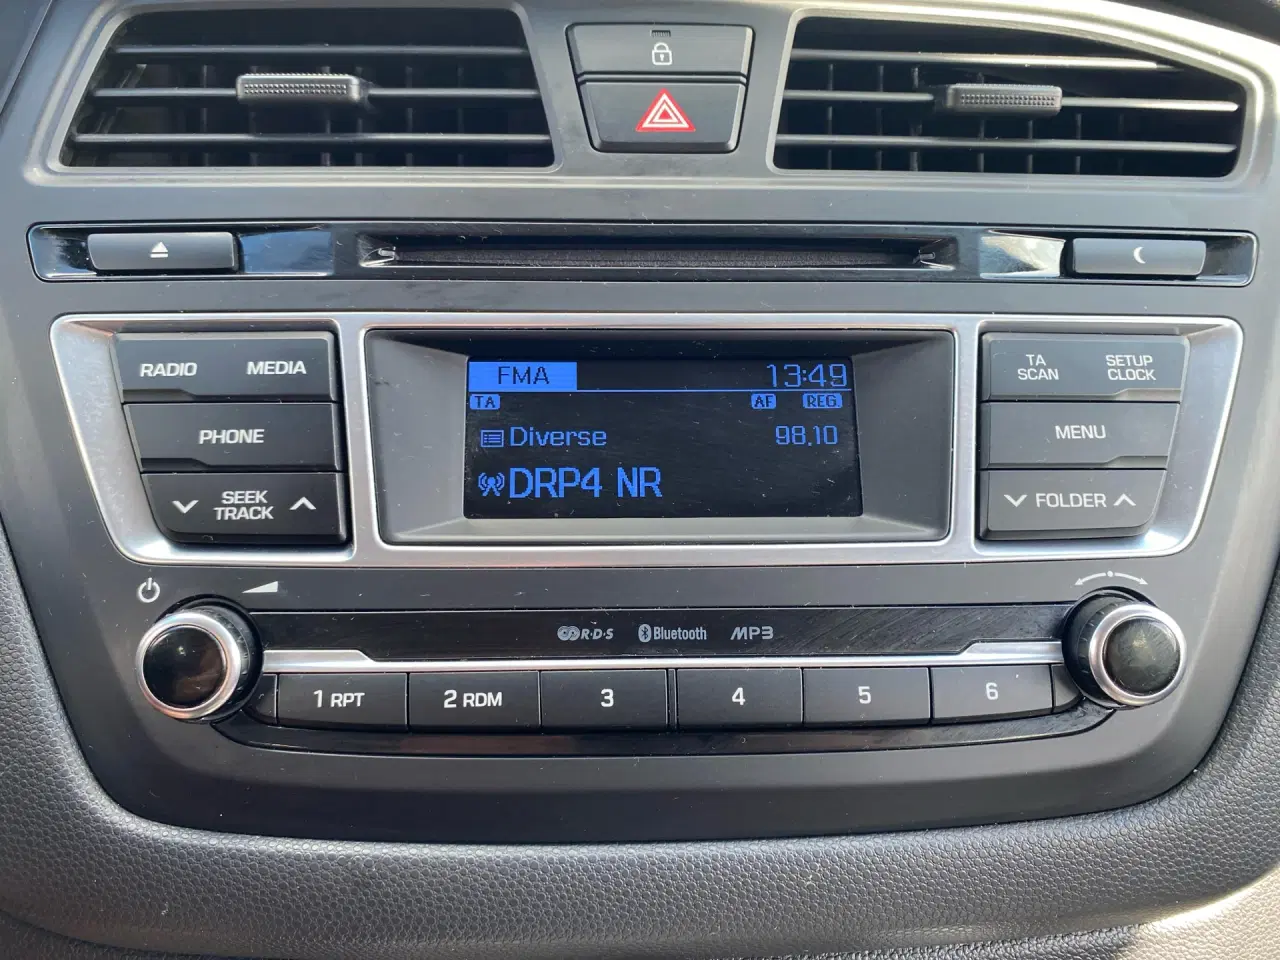 RADIO MEDIA
PHONE
SEEK
TRACK
FMA 13:49
TA AF REG
Diverse 98.10
DRP4 NR
TA
SCAN
SETUP
CLOCK
MENU
FOLDER
R·D·S Bluetooth MP3
1 RPT 2 RDM 3 4 5 6